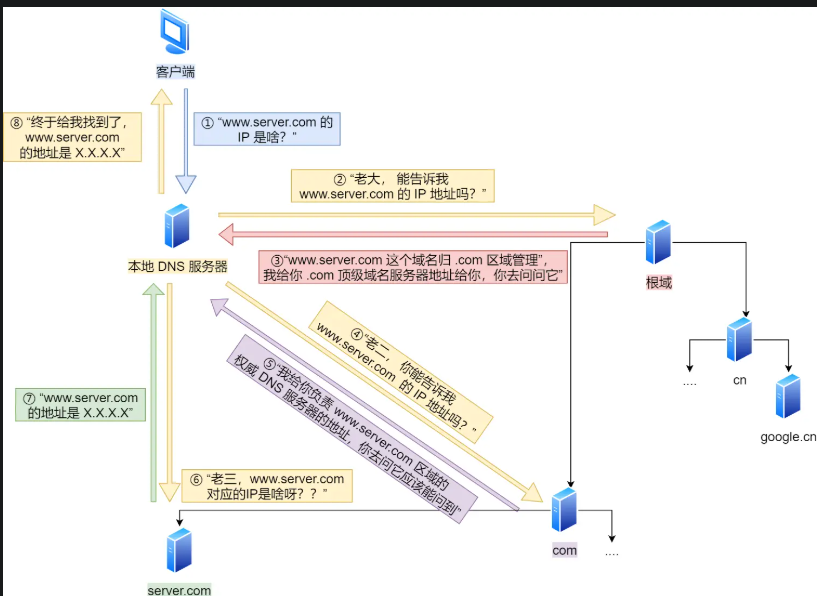 客户端
⑧ “终于给我找到了，
www.server.com
的地址是 X.X.X.X”
① “www.server.com 的
IP 是啥？”
② “老大， 能告诉我
www.server.com 的 IP 地址吗？”
本地 DNS 服务器
③“www.server.com 这个域名归 .com 区域管理”，
我给你 .com 顶级域名服务器地址给你，你去问问它”
根域
④“老二，你能告诉我
www.server.com 的 IP 地址吗？”
⑤“我给你负责 www.server.com 区域的
权威 DNS 服务器的地址，你去问它应该能问到”
cn
....
google.cn
⑦ “www.server.com
的地址是 X.X.X.X”
⑥ “老三，www.server.com
对应的IP是啥呀？？”
com
....
server.com